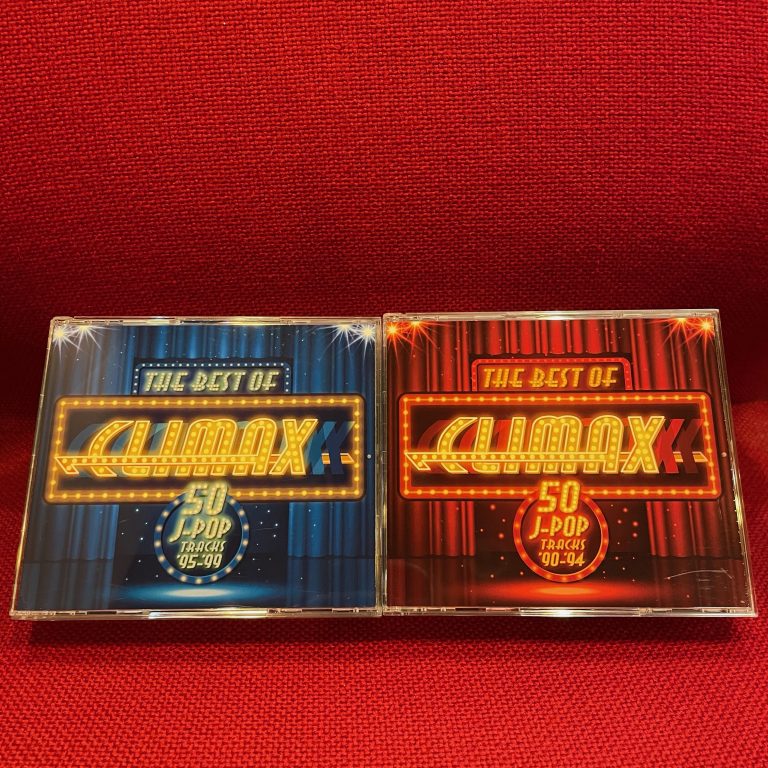 THE BEST OF
CLIMAX
50
J-POP
TRACKS
'95-'99
THE BEST OF
CLIMAX
50
J-POP
TRACKS
'90-'94